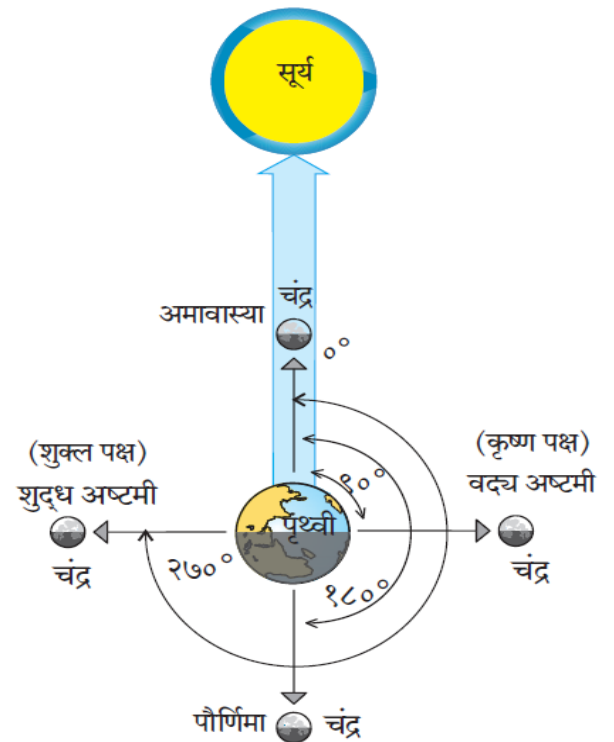 सूर्य
चंद्र
अमावास्या
०°
(शुक्ल पक्ष)
शुद्ध अष्टमी
(कृष्ण पक्ष)
वद्य अष्टमी
९०°
पृथ्वी
चंद्र
२७०°
१८०°
चंद्र
पौर्णिमा
चंद्र